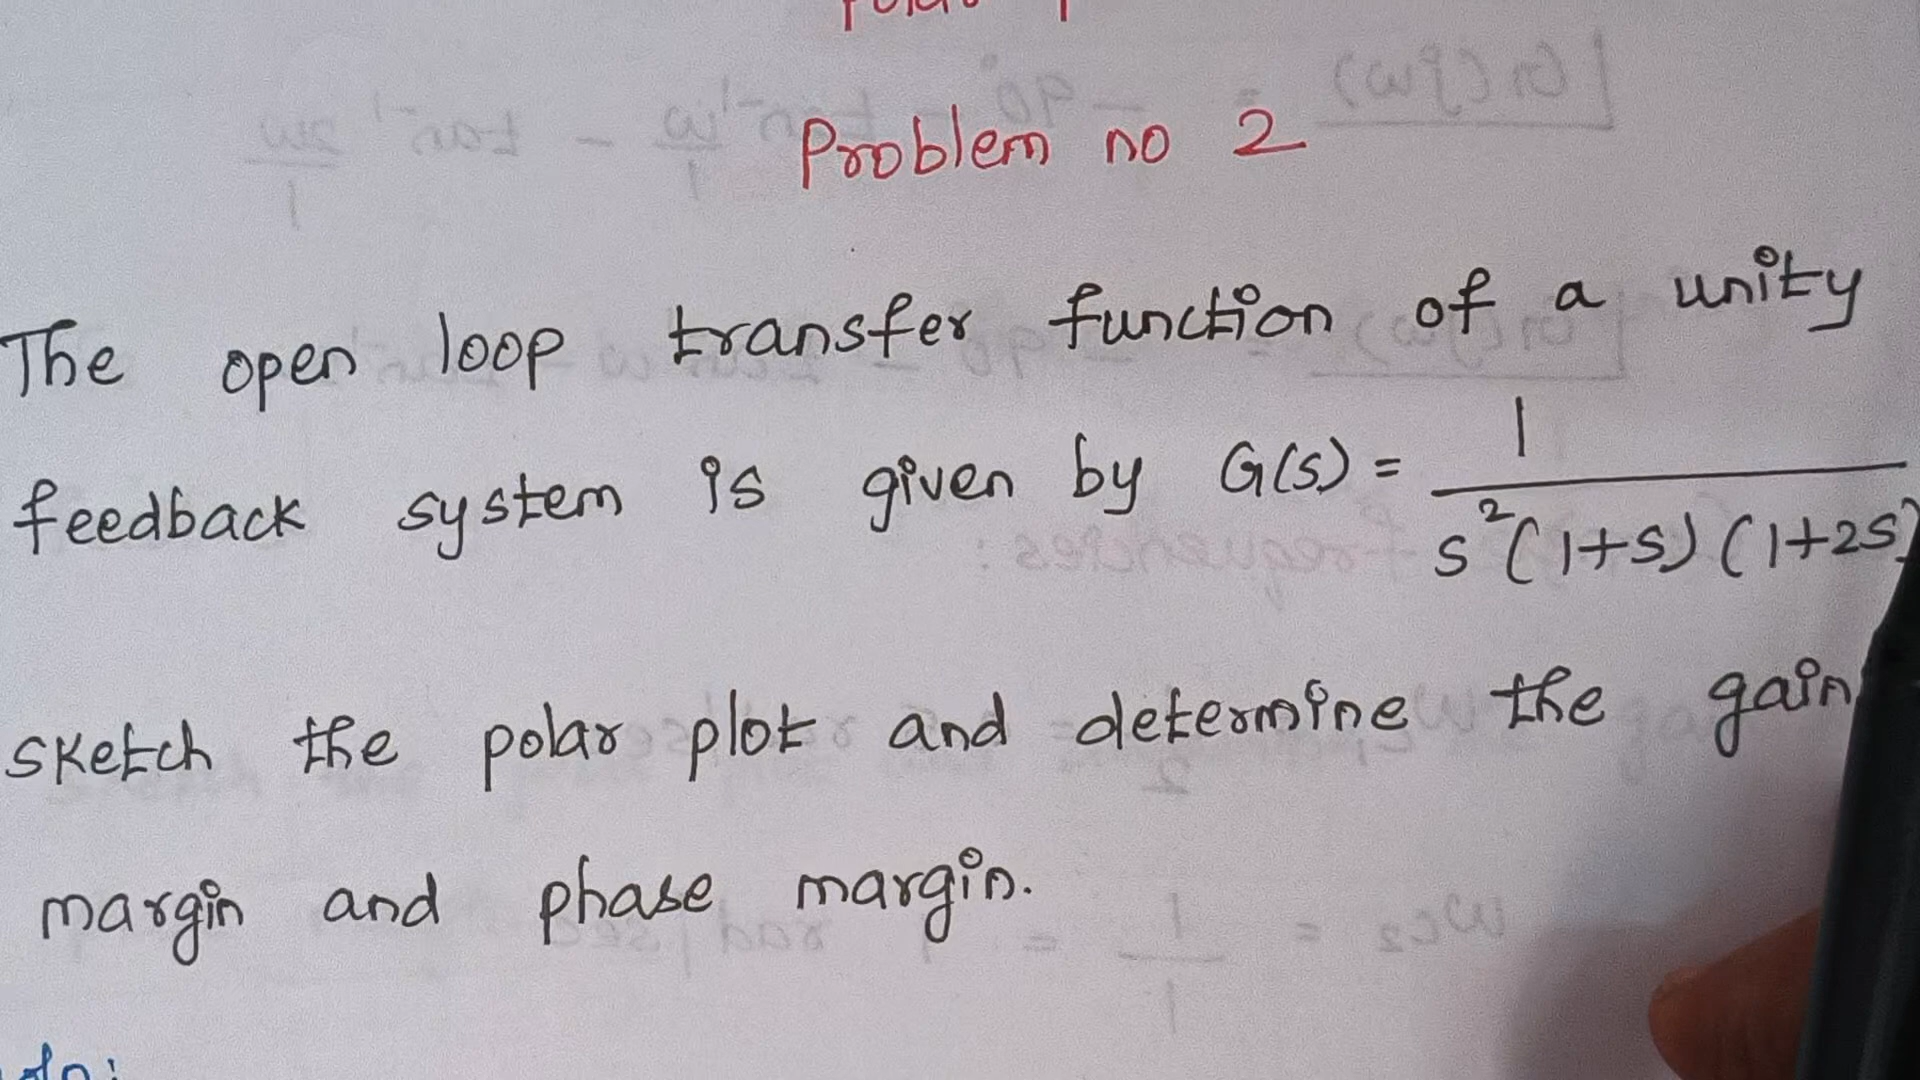 Problem no 2
The open loop transfer function of a unity
feedback system is given by G(s) = 1 / s²(1+s)(1+2s)
sketch the polar plot and determine the gain
margin and phase margin.